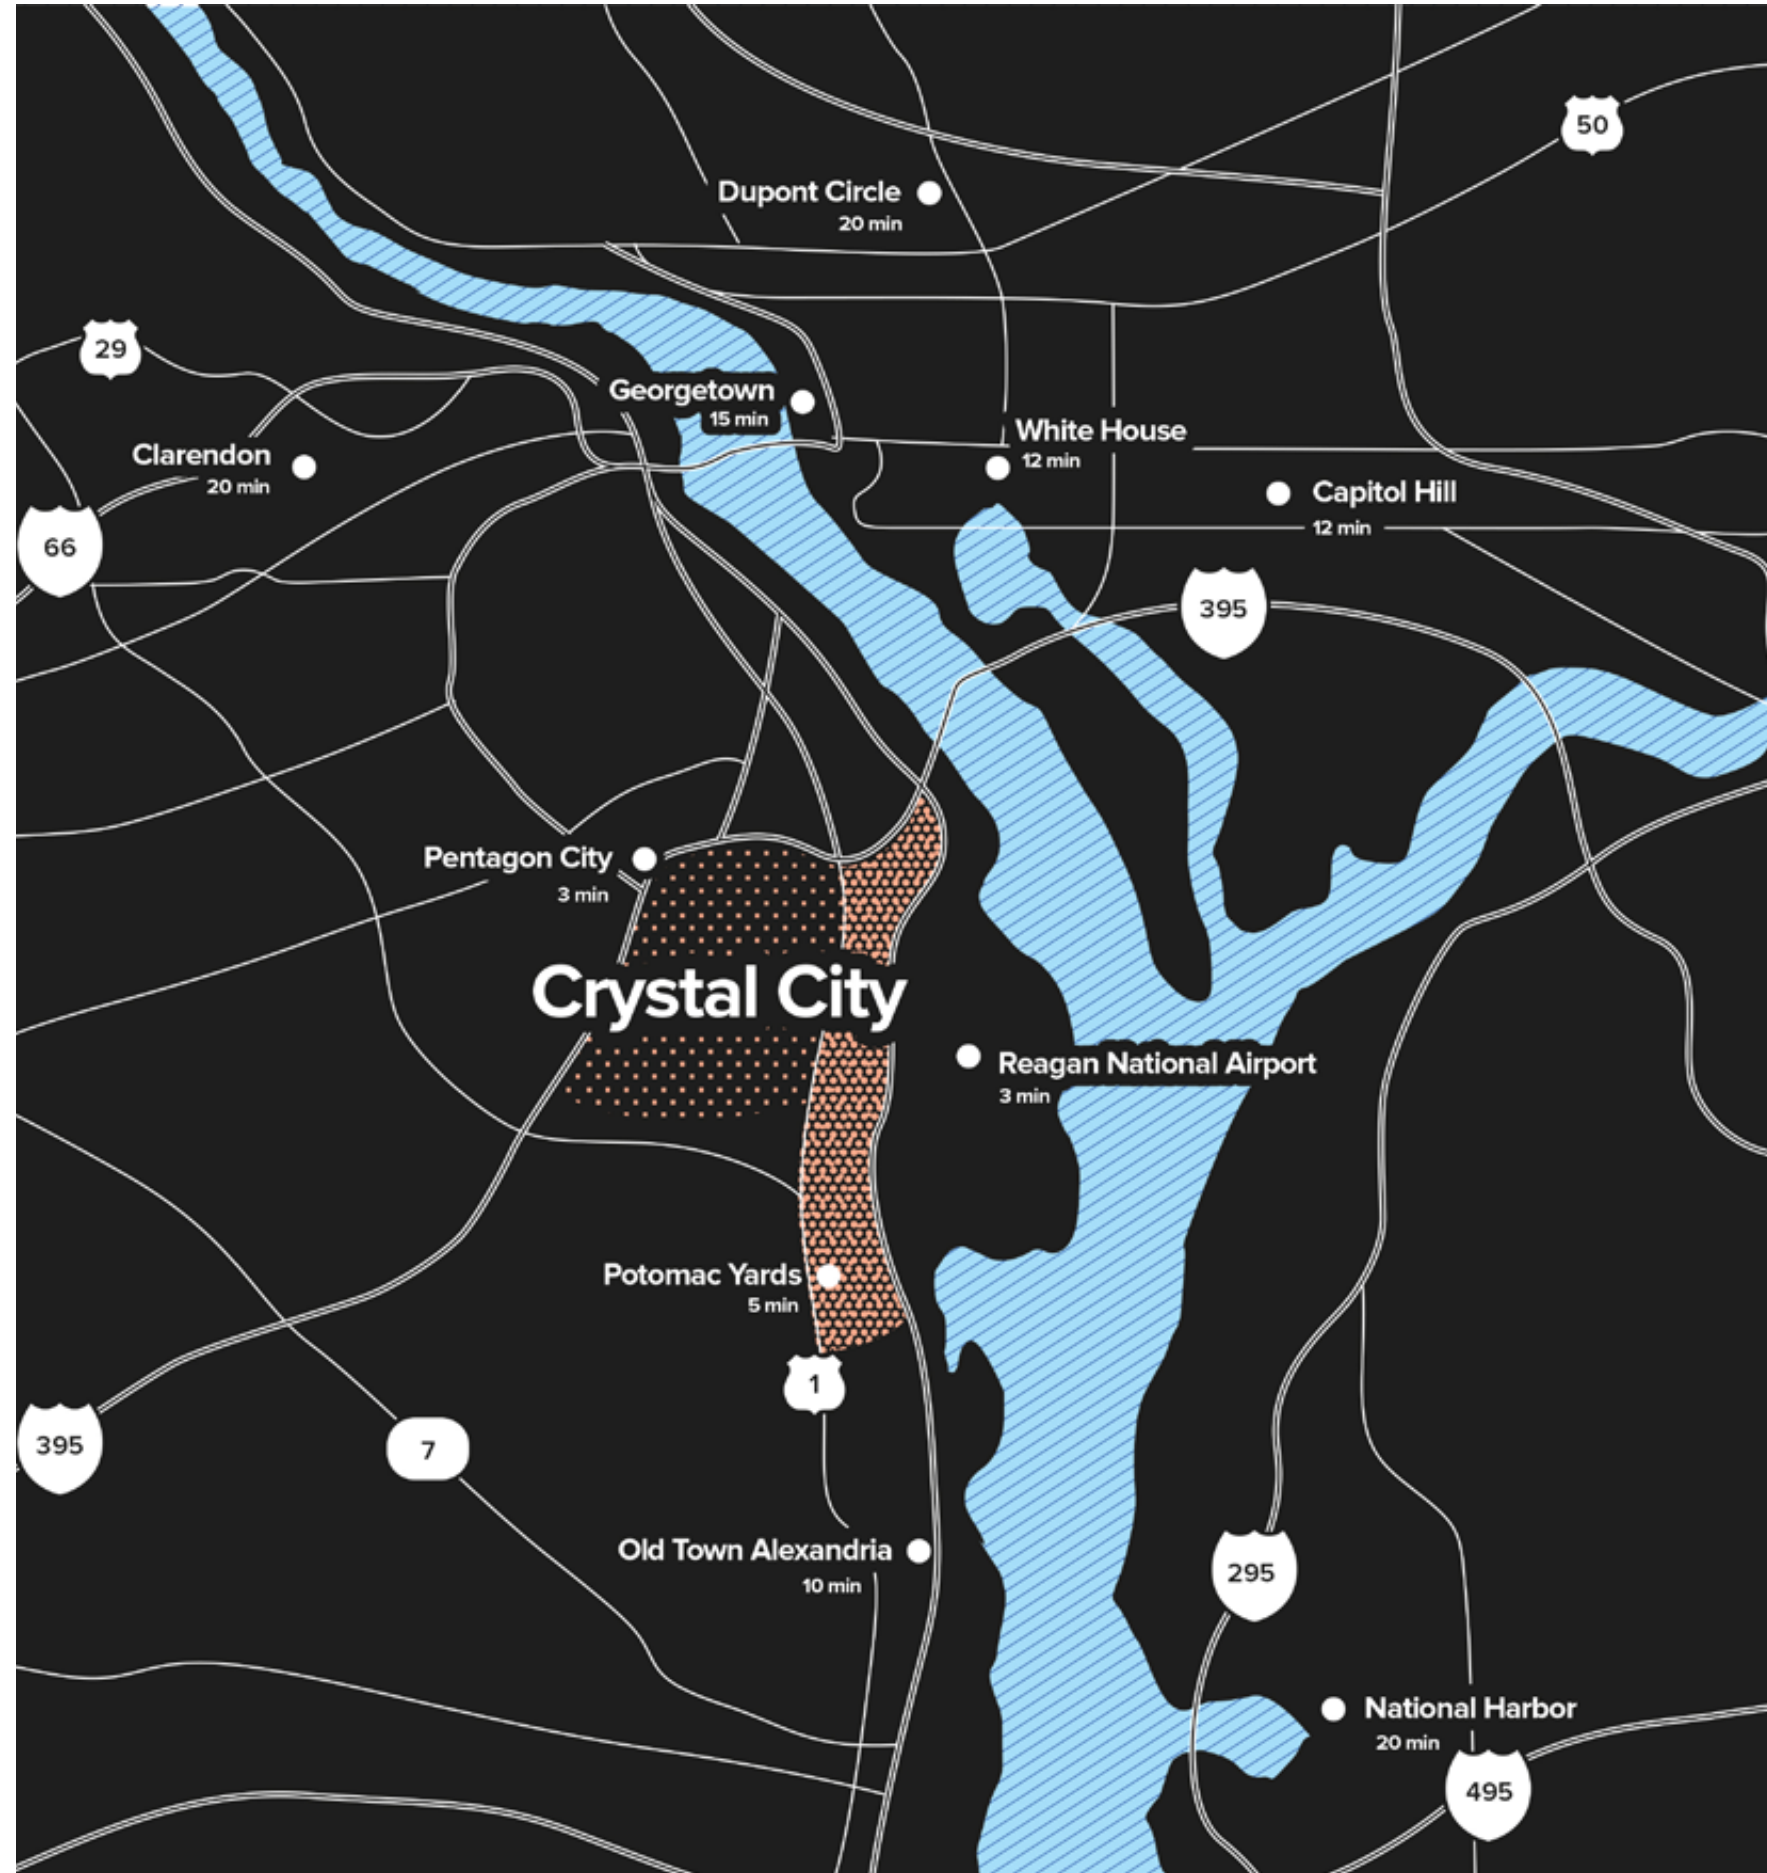 50
Dupont Circle
20 min
29
Georgetown
15 min
White House
12 min
Clarendon
20 min
Capitol Hill
12 min
66
395
Pentagon City
3 min
Crystal City
Reagan National Airport
3 min
Potomac Yards
5 min
1
395
7
Old Town Alexandria
10 min
295
National Harbor
20 min
495